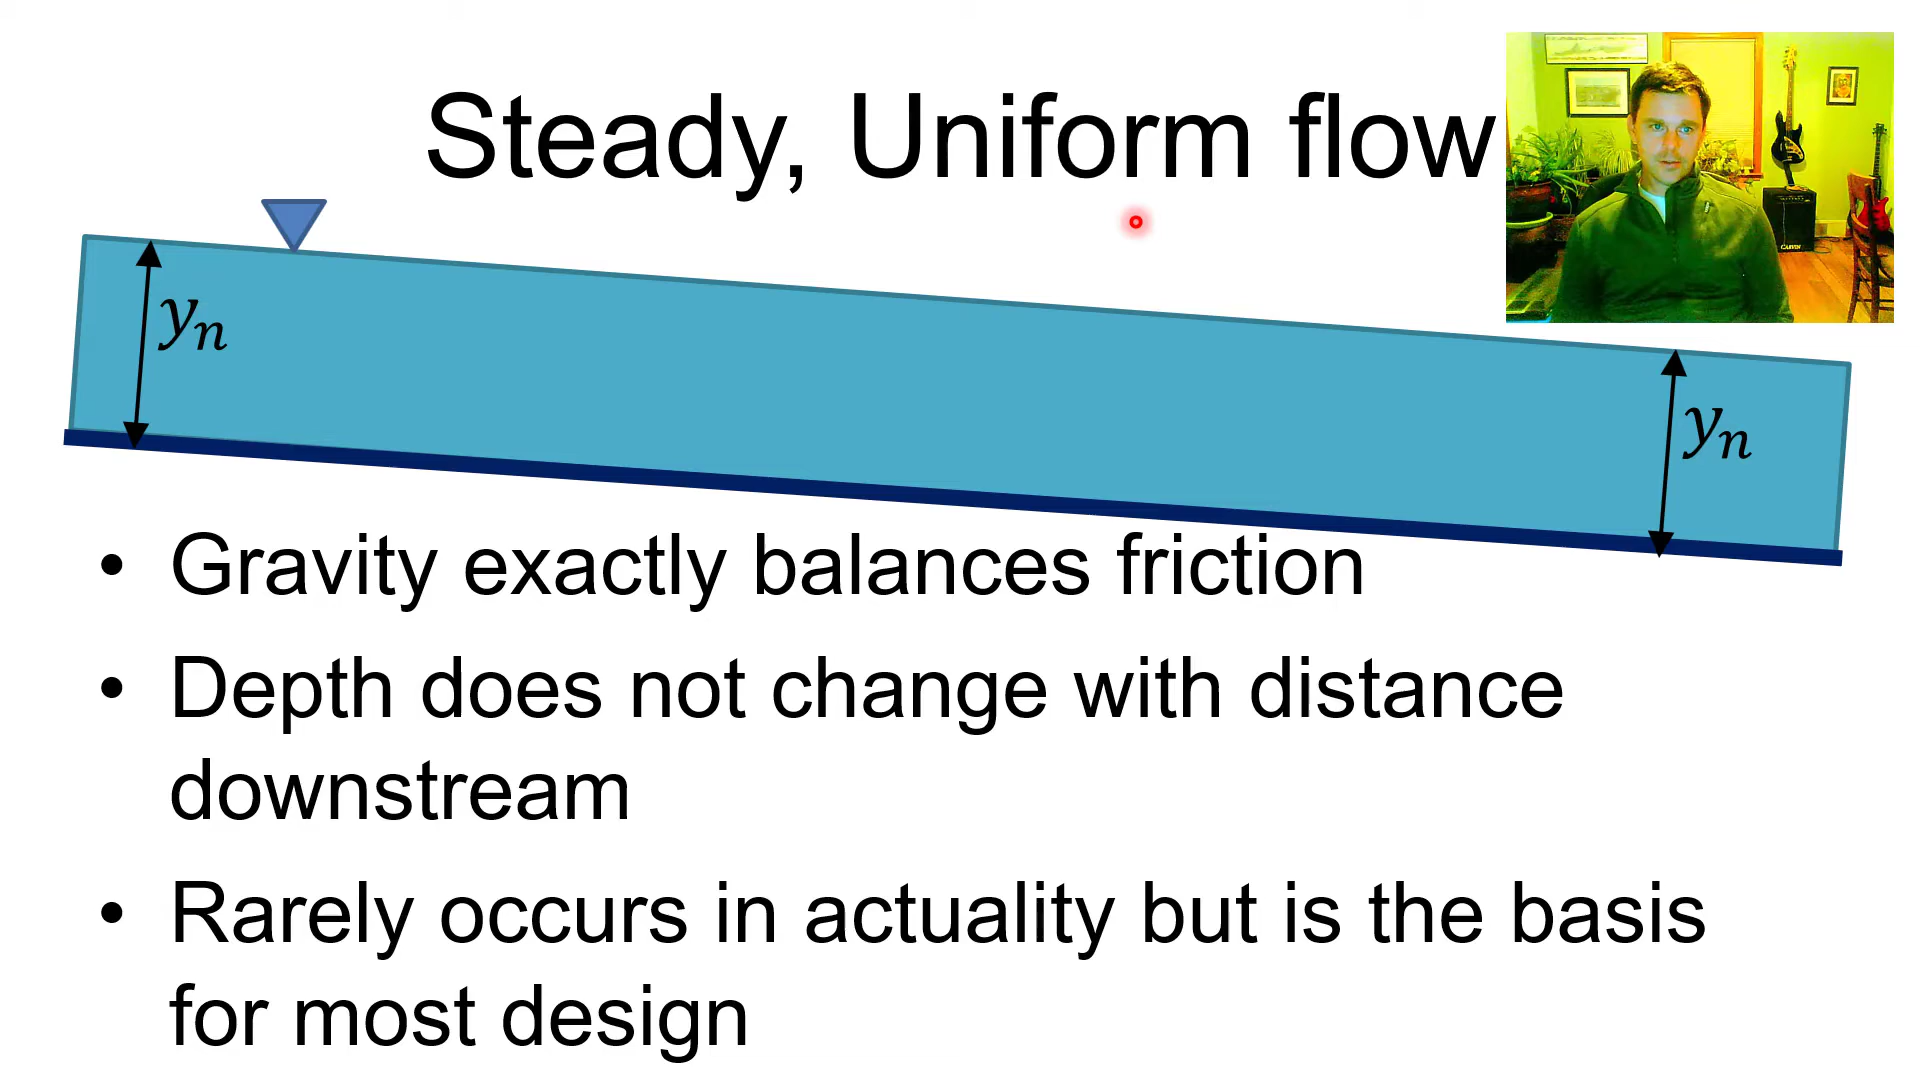 Steady, Uniform flow
yₙ
yₙ
• Gravity exactly balances friction
• Depth does not change with distance
downstream
• Rarely occurs in actuality but is the basis
for most design
CARVIN